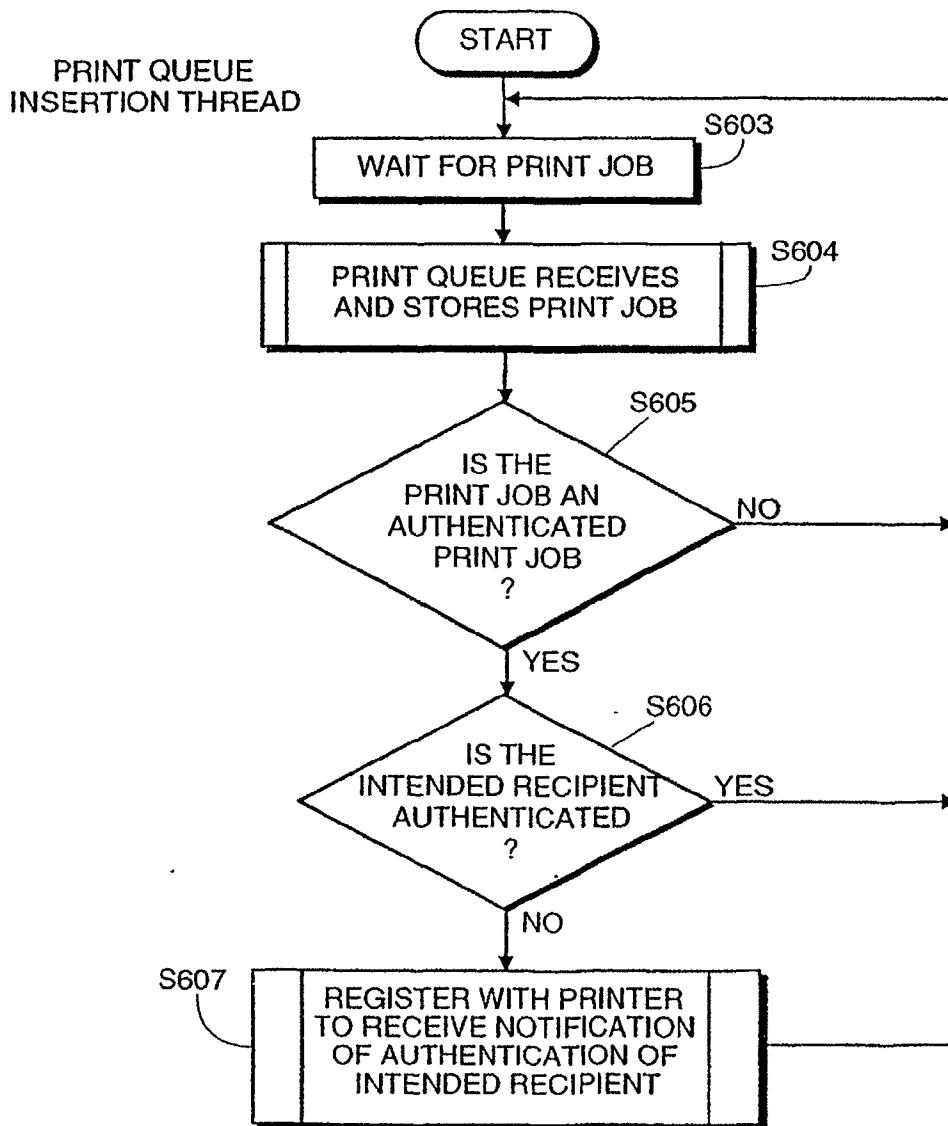 START
PRINT QUEUE
INSERTION THREAD
S603
WAIT FOR PRINT JOB
S604
PRINT QUEUE RECEIVES
AND STORES PRINT JOB
S605
IS THE
PRINT JOB AN
AUTHENTICATED
PRINT JOB
?
NO
YES
S606
IS THE
INTENDED RECIPIENT
AUTHENTICATED
?
YES
NO
S607
REGISTER WITH PRINTER
TO RECEIVE NOTIFICATION
OF AUTHENTICATION OF
INTENDED RECIPIENT